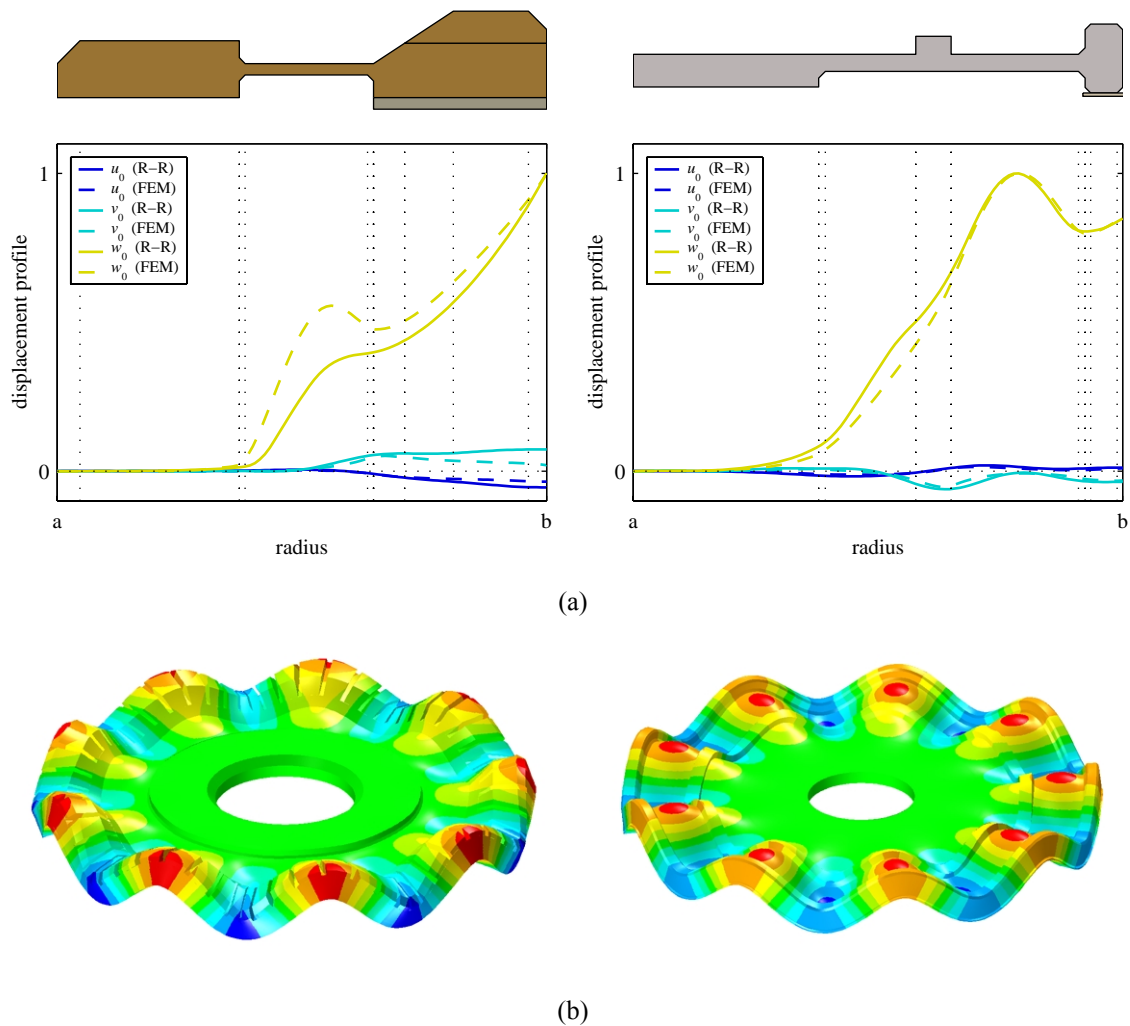 1
u0 (R−R)
u0 (FEM)
v0 (R−R)
v0 (FEM)
w0 (R−R)
w0 (FEM)
displacement profile
0
a
b
radius
1
u0 (R−R)
u0 (FEM)
v0 (R−R)
v0 (FEM)
w0 (R−R)
w0 (FEM)
displacement profile
0
a
b
radius
(a)
(b)